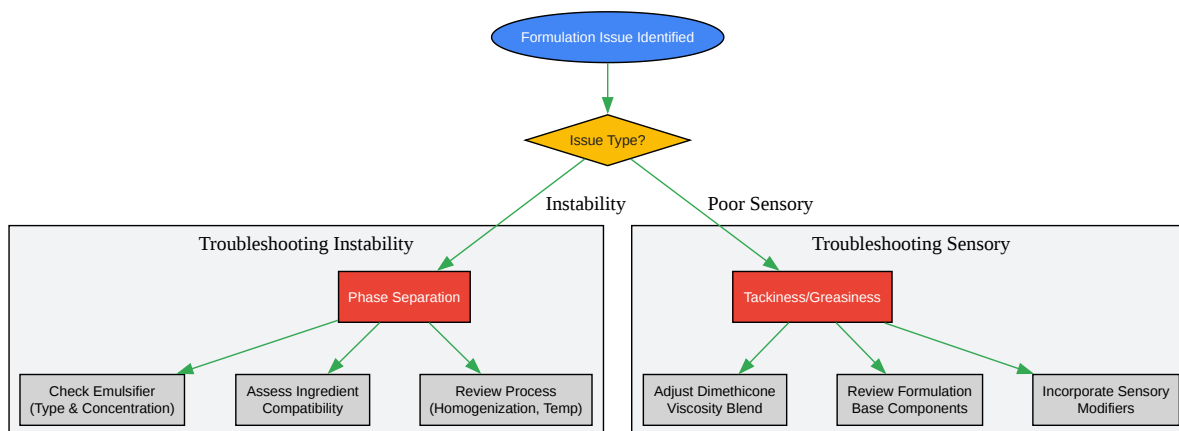 Formulation Issue Identified
Issue Type?
Instability
Poor Sensory
Troubleshooting Instability
Troubleshooting Sensory
Phase Separation
Tackiness/Greasiness
Check Emulsifier
(Type & Concentration)
Assess Ingredient
Compatibility
Review Process
(Homogenization, Temp)
Adjust Dimethicone
Viscosity Blend
Review Formulation
Base Components
Incorporate Sensory
Modifiers